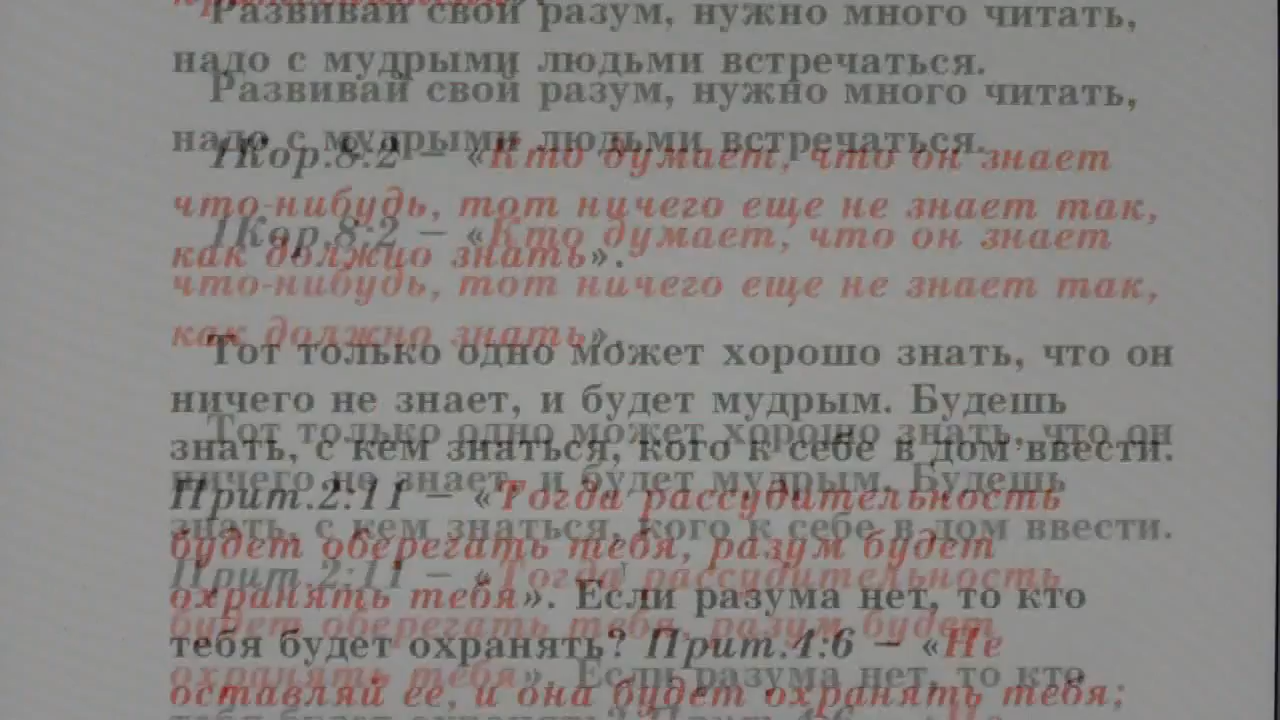 Развивай свой разум, нужно много читать,
надо с мудрыми людьми встречаться.
1Кор.8:2 – «Кто думает, что он знает
что-нибудь, тот ничего еще не знает так,
как должно знать».
Тот только одно может хорошо знать, что он
ничего не знает, и будет мудрым. Будешь
знать, с кем знаться, кого к себе в дом ввести.
Прит.2:11 – «Тогда рассудительность
будет оберегать тебя, разум будет
охранять тебя». Если разума нет, то кто
тебя будет охранять? Прит.4:6 – «Не
оставляй ее, и она будет охранять тебя;